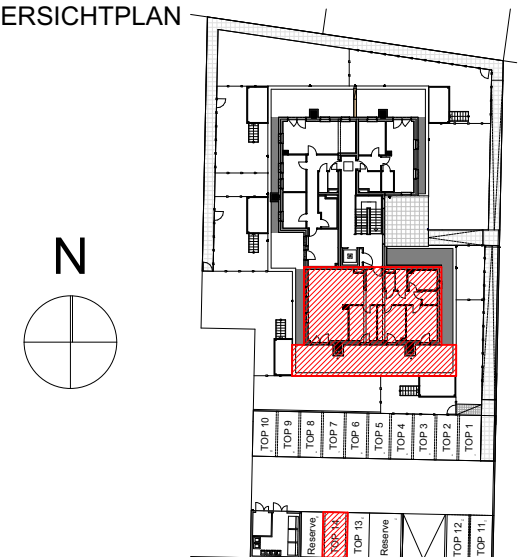 ERSICHTPLAN
N
TOP 10
TOP 9
TOP 8
TOP 7
TOP 6
TOP 5
TOP 4
TOP 3
TOP 2
TOP 1
Reserve
TOP 14
TOP 13
Reserve
TOP 12
TOP 11